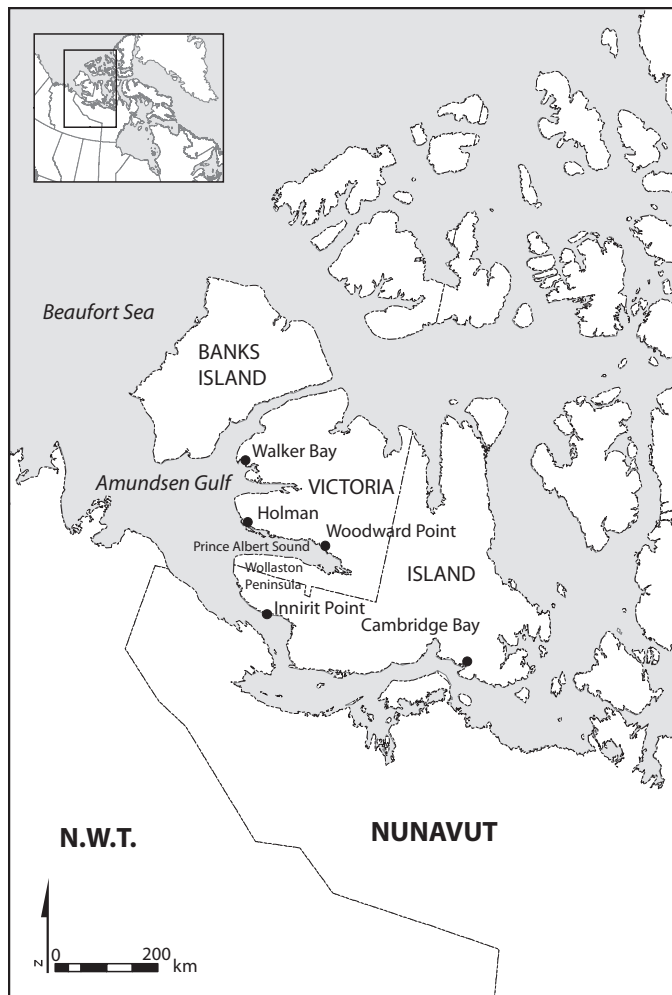 Beaufort Sea
BANKS
ISLAND
Walker Bay
Amundsen Gulf
VICTORIA
Holman
Woodward Point
Prince Albert Sound
Wollaston
Peninsula
ISLAND
Innirit Point
Cambridge Bay
N.W.T.
NUNAVUT
0 200
km
N